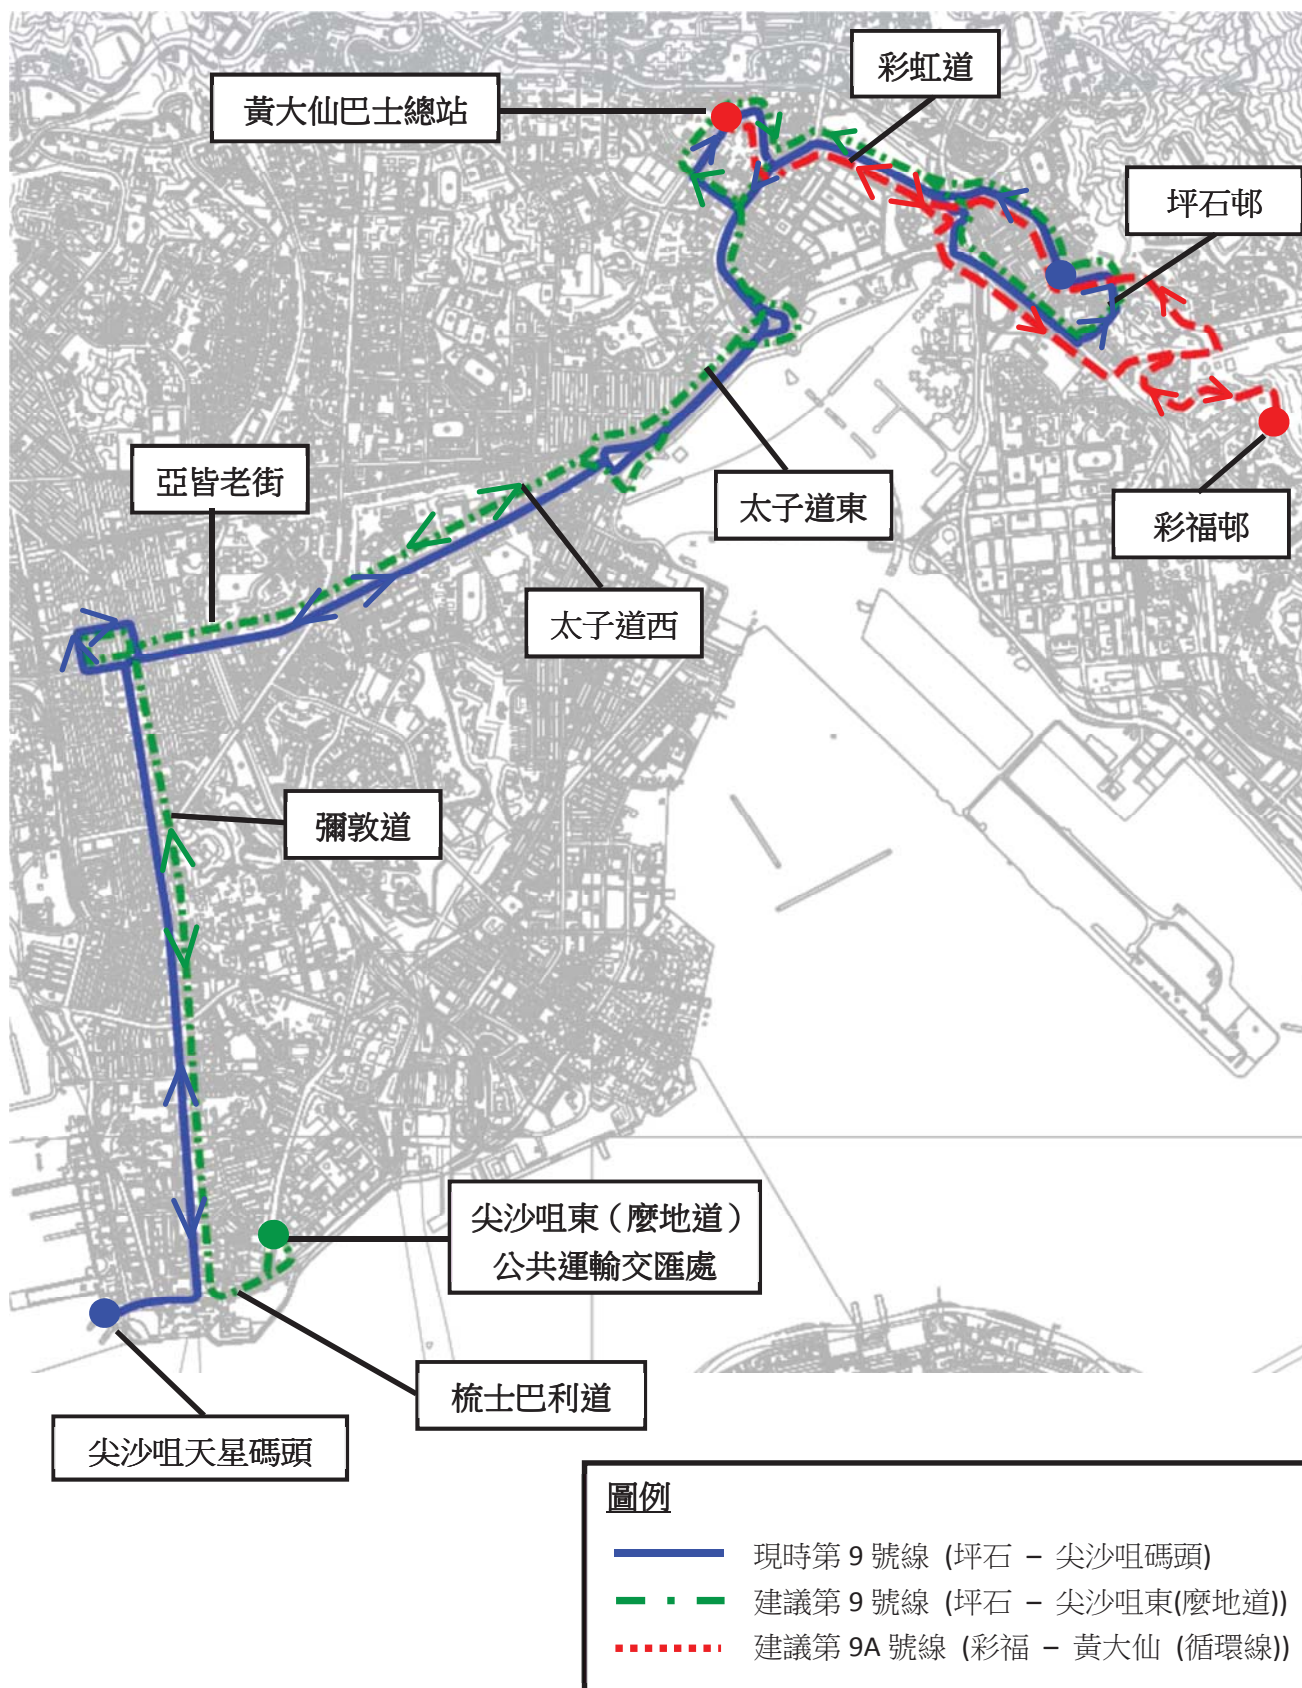 彩虹道
黃大仙巴士總站
坪石邨
亞皆老街
太子道東
彩福邨
太子道西
彌敦道
尖沙咀東（麼地道）
公共運輸交匯處
梳士巴利道
尖沙咀天星碼頭
圖例
現時第 9 號線 (坪石 – 尖沙咀碼頭)
建議第 9 號線 (坪石 – 尖沙咀東(麼地道))
建議第 9A 號線 (彩福 – 黃大仙 (循環線))